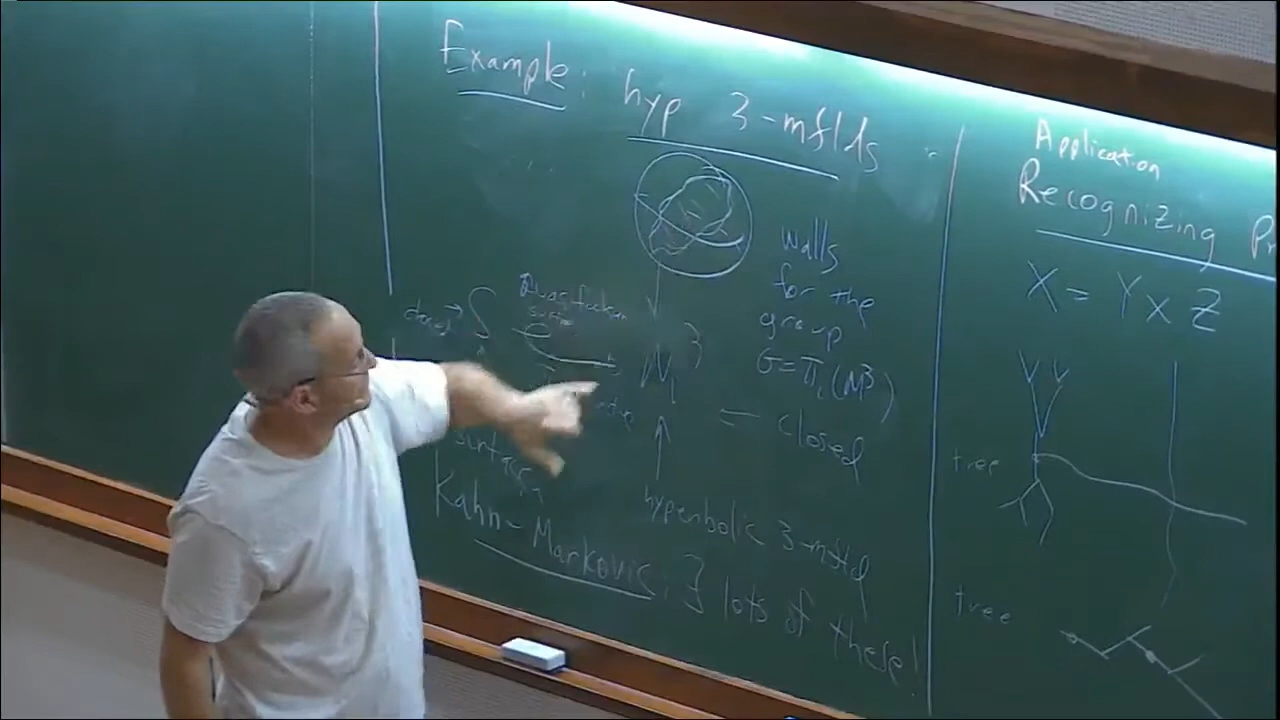 Example: hyp 3-mflds
walls
for the
group
G=π₁(M³)
closed → S
Quasifuchsian
surface
M³
= closed
surfaces
hyperbolic 3-mfld
Kahn-Markovic: ∃ lots of these!
Application
Recognizing
X = Y x Z
tree
tree